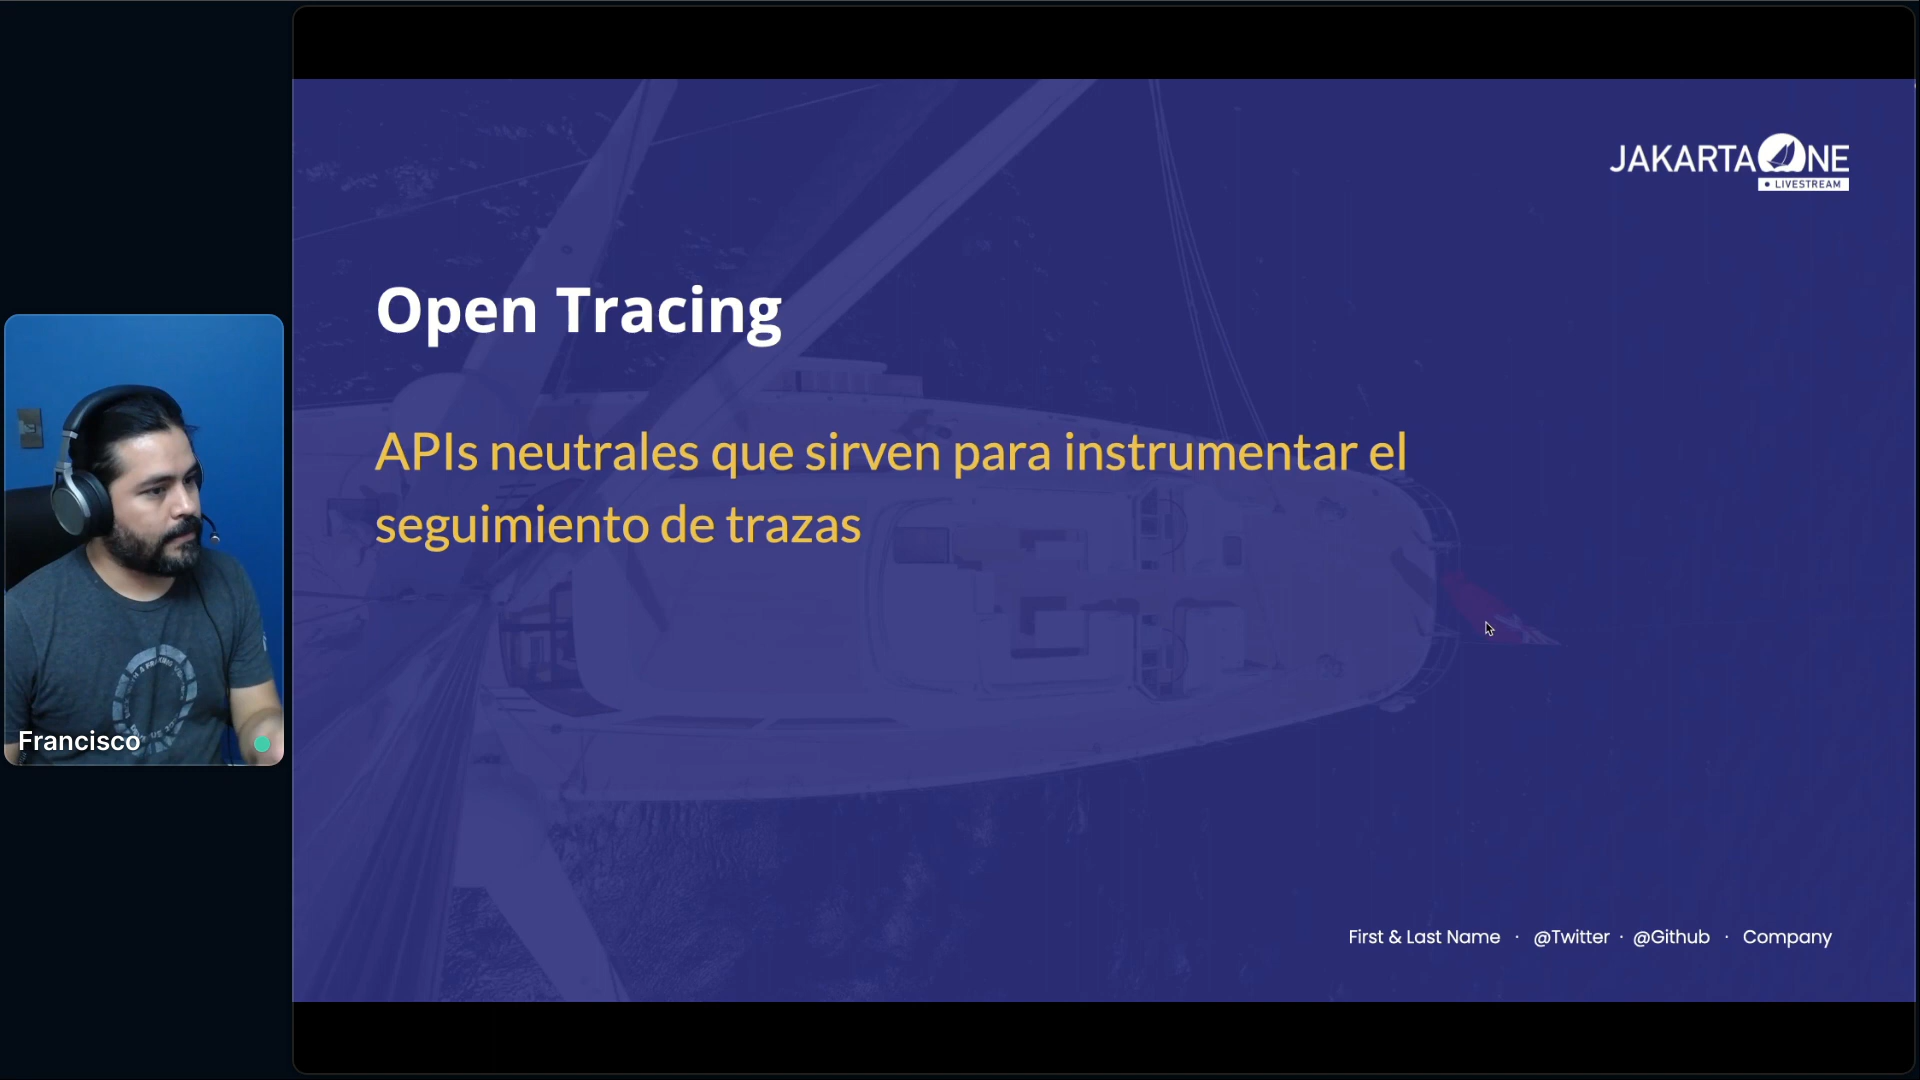 JAKARTA ONE
• LIVESTREAM
Open Tracing
APIs neutrales que sirven para instrumentar el
seguimiento de trazas
Francisco
First & Last Name · @Twitter · @Github · Company